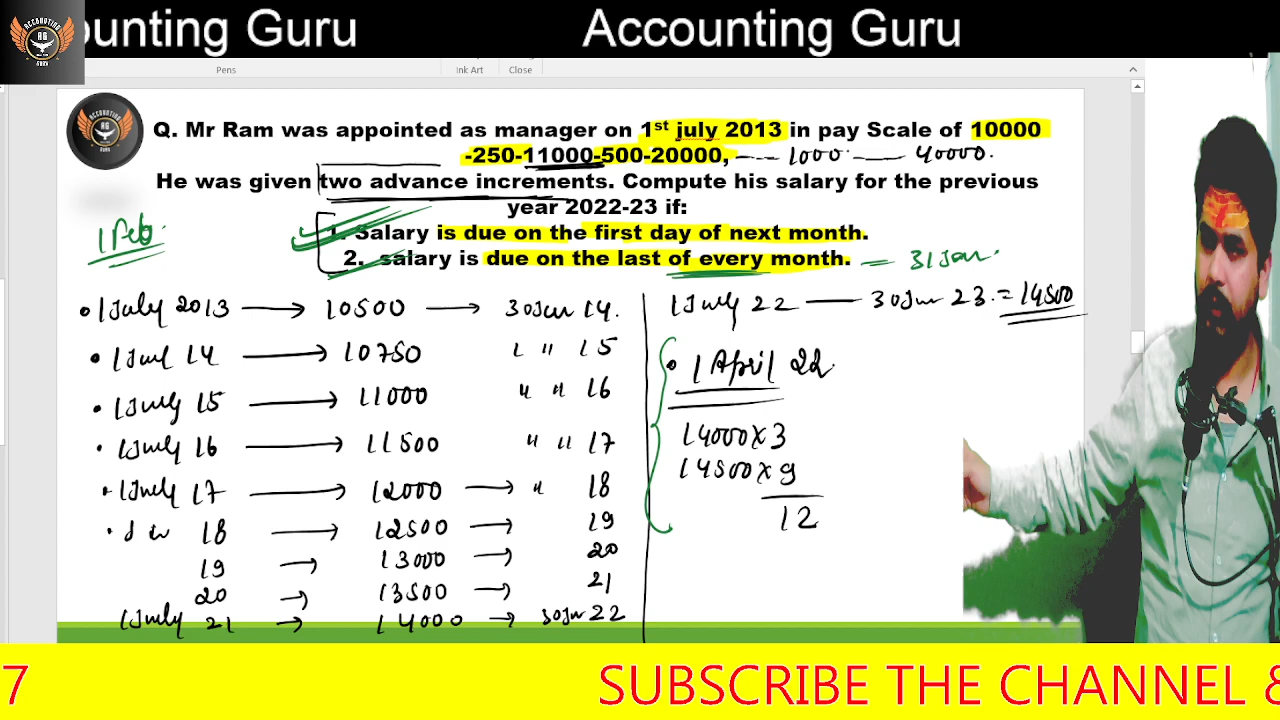 ounting Guru
Accounting Guru
Pens
Ink Art
Close
Q. Mr Ram was appointed as manager on 1st july 2013 in pay Scale of 10000
-250-11000-500-20000, --- 1000 — 40000.
He was given two advance increments. Compute his salary for the previous
year 2022-23 if:
1. Salary is due on the first day of next month.
1 Feb
2. salary is due on the last of every month. = 31 Jan
• 1 July 2013 → 10500 → 30 Jun 14.
• 1 July 14 → 10750 " 15
• 1 July 15 → 11000 " " 16
• 1 July 16 → 11500 " " 17
• 1 July 17 → 12000 → " 18
18 → 12500 → 19
19 → 13000 → 20
20 → 13500 → 21
1 July 21 → 14000 → 30 Jun 22
1 July 22 — 30 Jun 23 = 14500
• 1 April 22.
14000 x 3
14500 x 9
12
7
SUBSCRIBE THE CHANNEL &